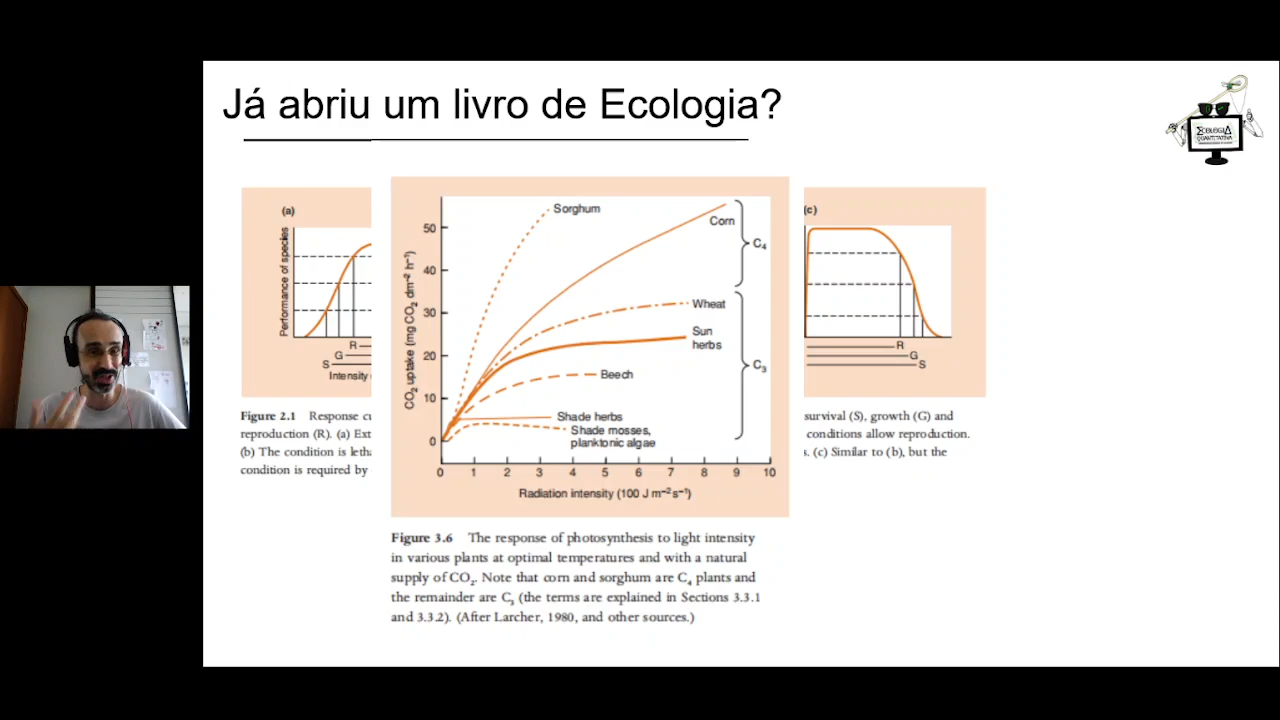 Já abriu um livro de Ecologia?
ECOLOGIA
QUANTITATIVA
(a)
Performance of species
R
G
S
Intensity
Figure 2.1 Response cu
reproduction (R). (a) Ext
(b) The condition is leth
condition is required by
CO2 uptake (mg CO2 dm–2 h–1)
50
40
30
20
10
0
Sorghum
Corn
C4
Wheat
Sun
herbs
C3
Beech
Shade herbs
Shade mosses,
planktonic algae
0 1 2 3 4 5 6 7 8 9 10
Radiation intensity (100 J m–2 s–1)
Figure 3.6 The response of photosynthesis to light intensity
in various plants at optimal temperatures and with a natural
supply of CO2. Note that corn and sorghum are C4 plants and
the remainder are C3 (the terms are explained in Sections 3.3.1
and 3.3.2). (After Larcher, 1980, and other sources.)
(c)
R
G
S
survival (S), growth (G) and
conditions allow reproduction.
s. (c) Similar to (b), but the